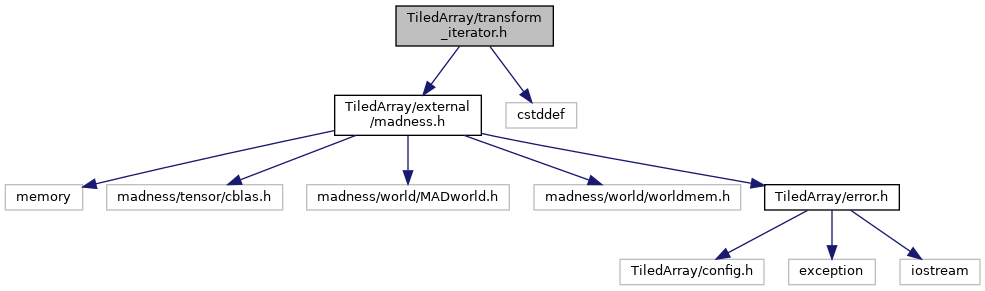 TiledArray/transform
_iterator.h
TiledArray/external
/madness.h
cstddef
memory
madness/tensor/cblas.h
madness/world/MADworld.h
madness/world/worldmem.h
TiledArray/error.h
TiledArray/config.h
exception
iostream